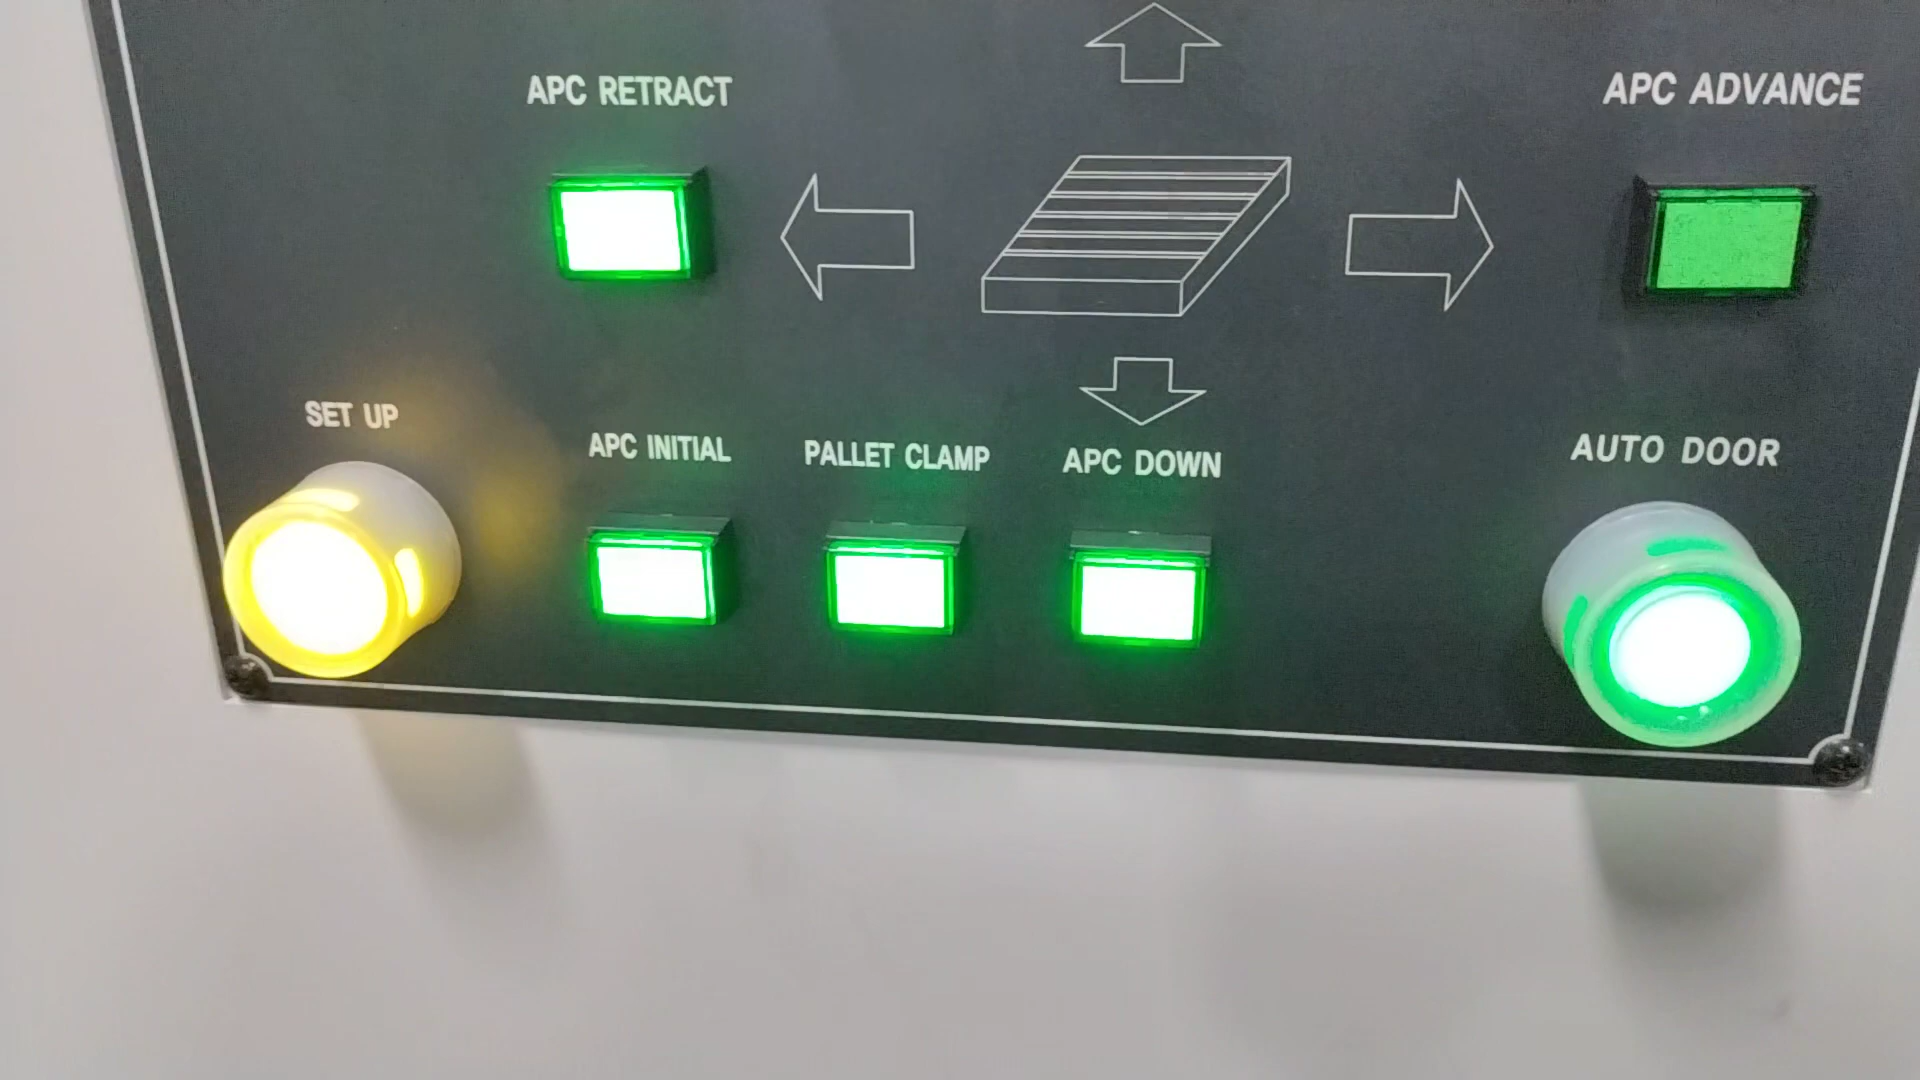 APC RETRACT
APC ADVANCE
SET UP
APC INITIAL
PALLET CLAMP
APC DOWN
AUTO DOOR